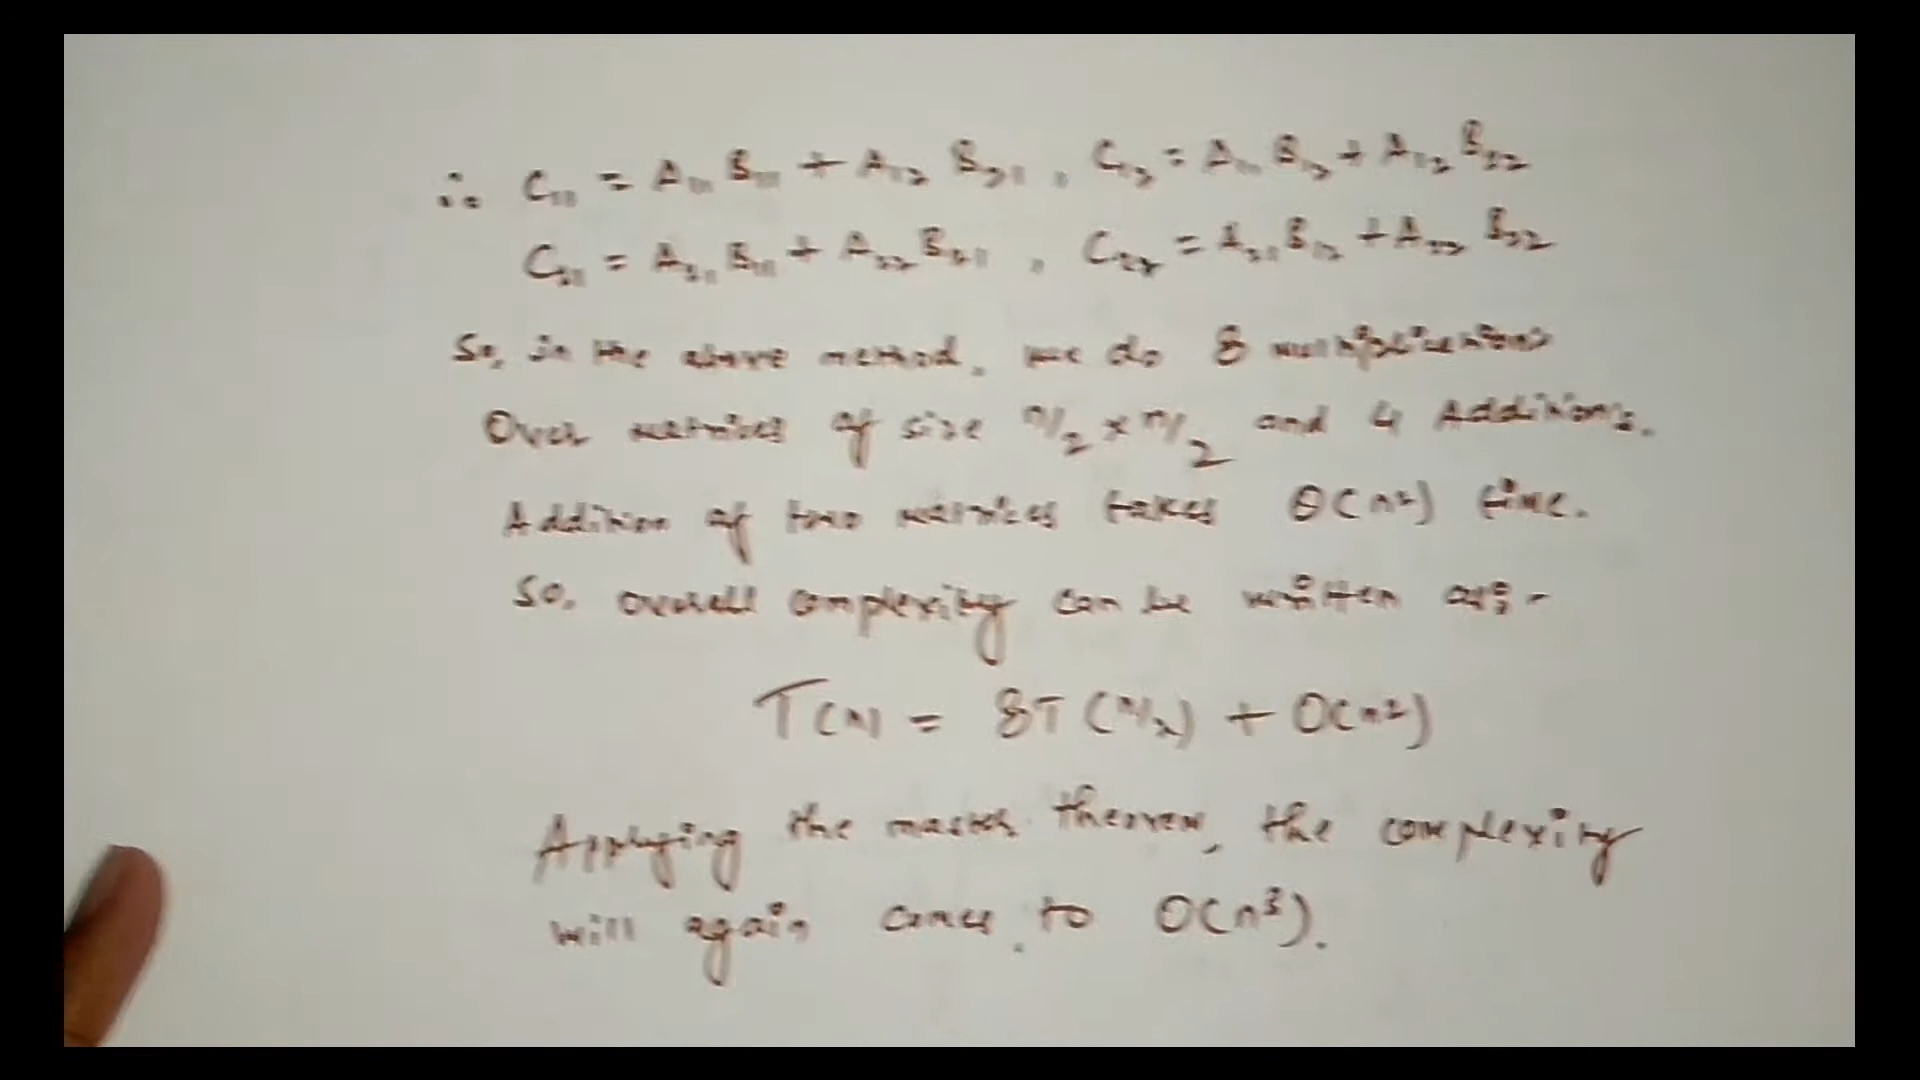 ∴ C₁₁ = A₁₁ B₁₁ + A₁₂ B₂₁ , C₁₂ = A₁₁ B₁₂ + A₁₂ B₂₂
C₂₁ = A₂₁ B₁₁ + A₂₂ B₂₁ , C₂₂ = A₂₁ B₁₂ + A₂₂ B₂₂
So, in the above method, we do 8 multiplications
Over matrices of size n/2 × n/2 and 4 Additions.
Addition of two matrices takes θ(n²) time.
So, overall complexity can be written as:-
T(n) = 8T(n/2) + O(n²)
Applying the master theorem, the complexity
will again comes to O(n³).